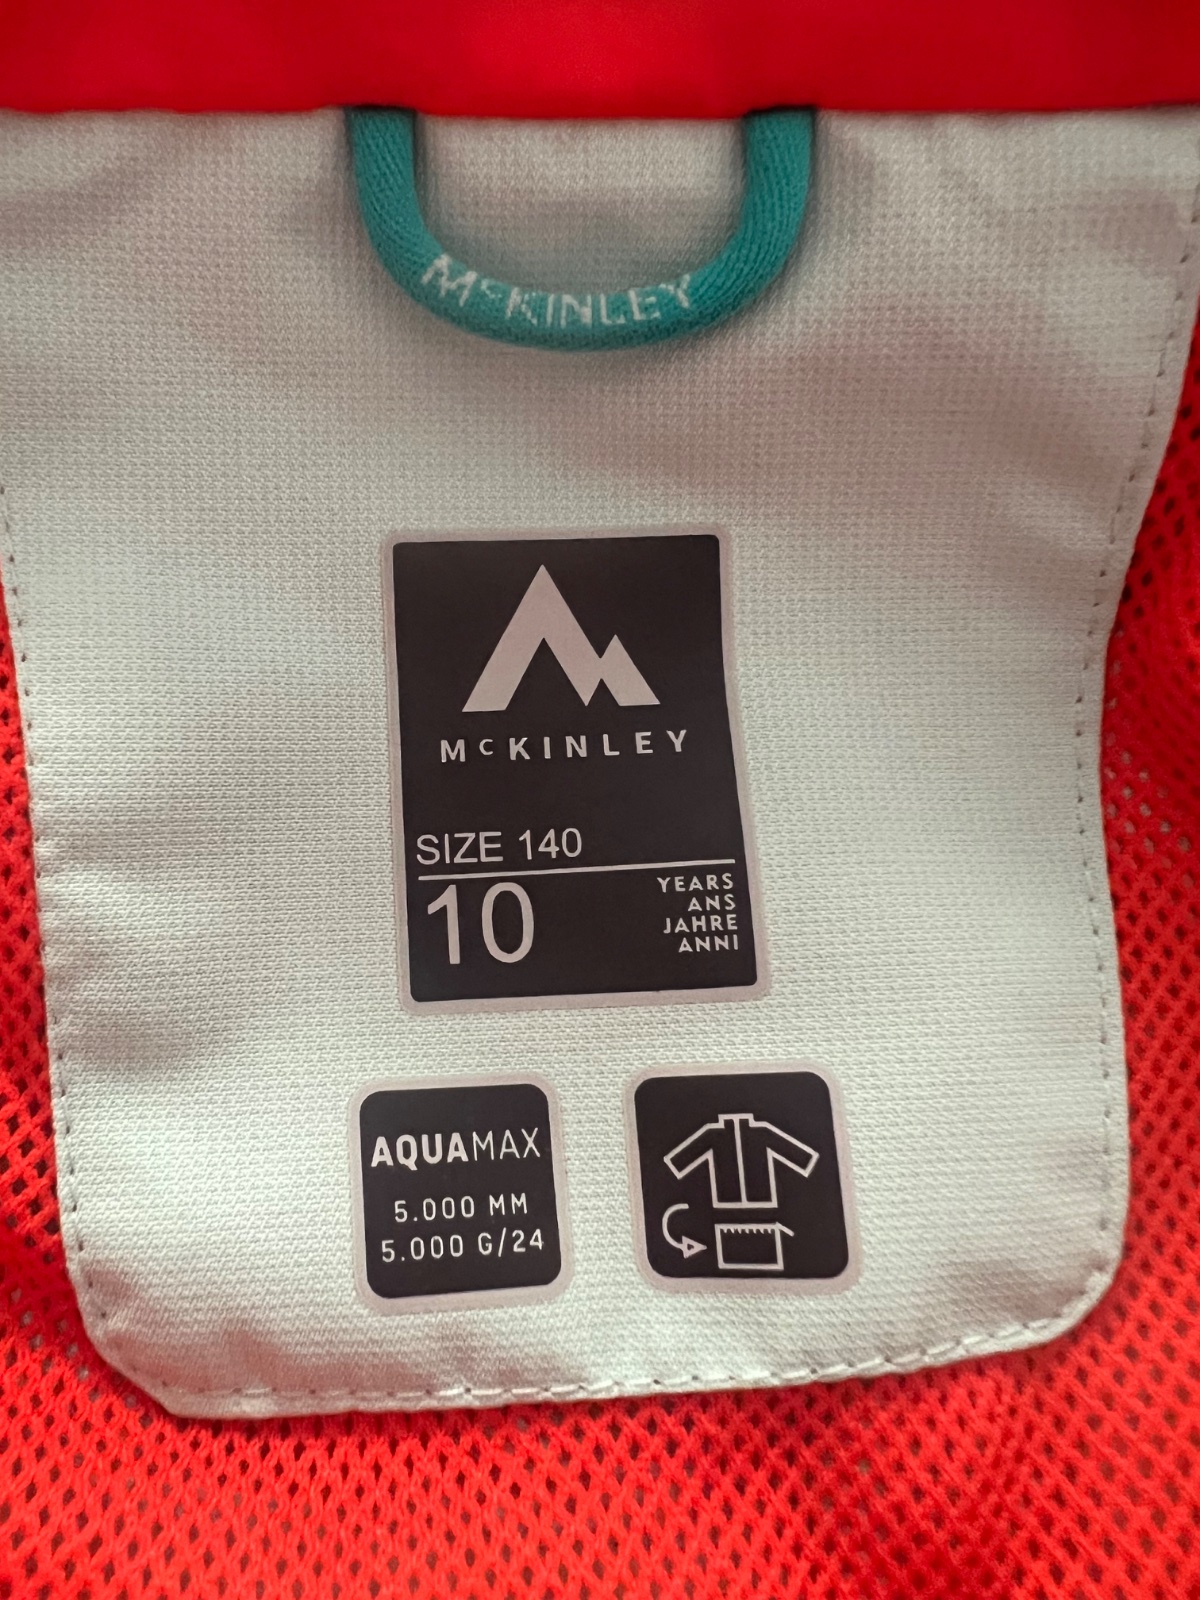 McKINLEY
McKINLEY
SIZE 140
10
YEARS
ANS
JAHRE
ANNI
AQUAMAX
5.000 MM
5.000 G/24